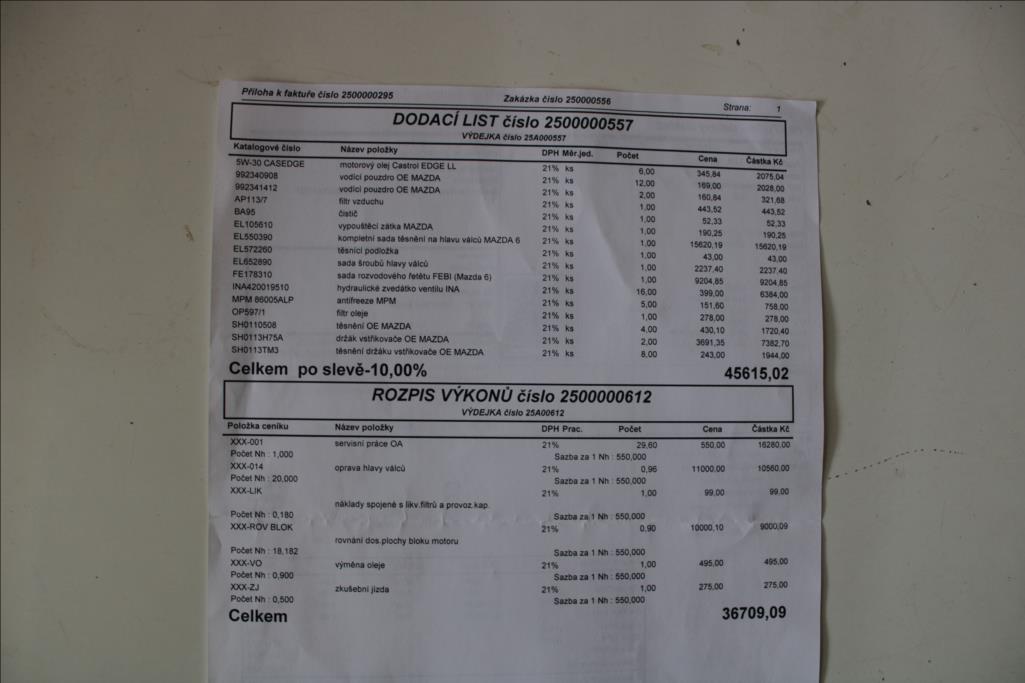 Příloha k faktuře číslo 2500000295 Zakázka číslo 250000556 Strana: 1
DODACÍ LIST číslo 2500000557
VÝDEJKA číslo 25A000557
Katalogové číslo Název položky DPH Měr.jed. Počet Cena Částka Kč
5W-30 CASEDGE motorový olej Castrol EDGE LL 21% ks 6,00 345,84 2075,04
992340908 vodící pouzdro OE MAZDA 21% ks 12,00 169,00 2028,00
992341412 vodící pouzdro OE MAZDA 21% ks 2,00 160,84 321,68
AP113/7 filtr vzduchu 21% ks 1,00 443,52 443,52
BA95 čistič 21% ks 1,00 52,33 52,33
EL105610 vypouštěcí zátka MAZDA 21% ks 1,00 190,25 190,25
EL550390 kompletní sada těsnění na hlavu válců MAZDA 6 21% ks 1,00 15620,19 15620,19
EL572260 těsnící podložka 21% ks 1,00 43,00 43,00
EL652890 sada šroubů hlavy válců 21% ks 1,00 2237,40 2237,40
FE178310 sada rozvodového řetětu FEBI (Mazda 6) 21% ks 1,00 9204,85 9204,85
INA420019510 hydraulické zvedátko ventilu INA 21% ks 16,00 399,00 6384,00
MPM 86005ALP antifreeze MPM 21% ks 5,00 151,60 758,00
OP597/1 filtr oleje 21% ks 1,00 278,00 278,00
SH0110508 těsnění OE MAZDA 21% ks 4,00 430,10 1720,40
SH0113H75A držák vstřikovače OE MAZDA 21% ks 2,00 3691,35 7382,70
SH0113TM3 těsnění držáku vstřikovače OE MAZDA 21% ks 8,00 243,00 1944,00
Celkem po slevě-10,00% 45615,02
ROZPIS VÝKONŮ číslo 2500000612
VÝDEJKA číslo 25A00612
Položka ceníku Název položky DPH Prac. Počet Cena Částka Kč
XXX-001 servisní práce OA 21% 29,60 550,00 16280,00
Počet Nh : 1,000 Sazba za 1 Nh : 550,000
XXX-014 oprava hlavy válců 21% 0,96 11000,00 10560,00
Počet Nh : 20,000 Sazba za 1 Nh : 550,000
XXX-LIK 21% 1,00 99,00 99,00
náklady spojené s likv.filtrů a provoz.kap.
Počet Nh : 0,180 Sazba za 1 Nh : 550,000
XXX-ROV BLOK 21% 0,90 10000,10 9000,09
rovnání dos.plochy bloku motoru
Počet Nh : 18,182 Sazba za 1 Nh : 550,000
XXX-VO výměna oleje 21% 1,00 495,00 495,00
Počet Nh : 0,900 Sazba za 1 Nh : 550,000
XXX-ZJ zkušební jízda 21% 1,00 275,00 275,00
Počet Nh : 0,500 Sazba za 1 Nh : 550,000
Celkem 36709,09